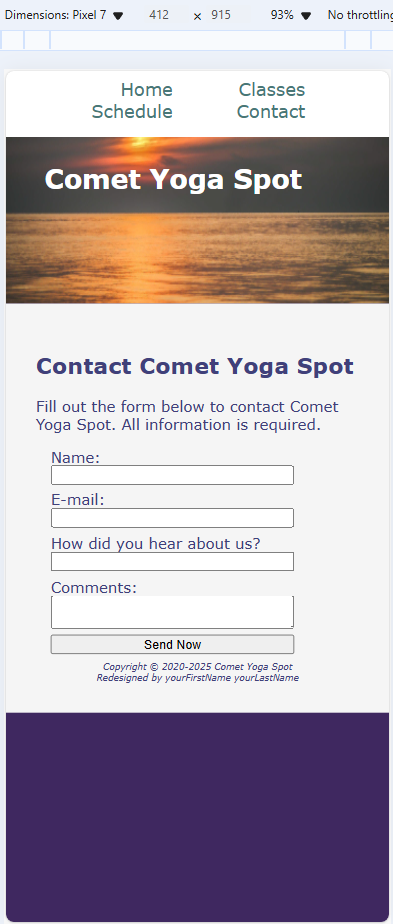 Dimensions: Pixel 7 ▼ 412 × 915 93% ▼ No throttling
Home Classes
Schedule Contact
Comet Yoga Spot
Contact Comet Yoga Spot
Fill out the form below to contact Comet
Yoga Spot. All information is required.
Name:
E-mail:
How did you hear about us?
Comments:
Send Now
Copyright © 2020-2025 Comet Yoga Spot
Redesigned by yourFirstName yourLastName